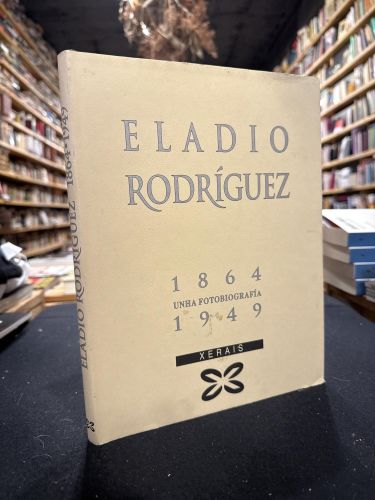 ELADIO
RODRÍGUEZ
1864
UNHA FOTOBIOGRAFÍA
1949
XERAIS
ELADIO RODRÍGUEZ 1864-1949